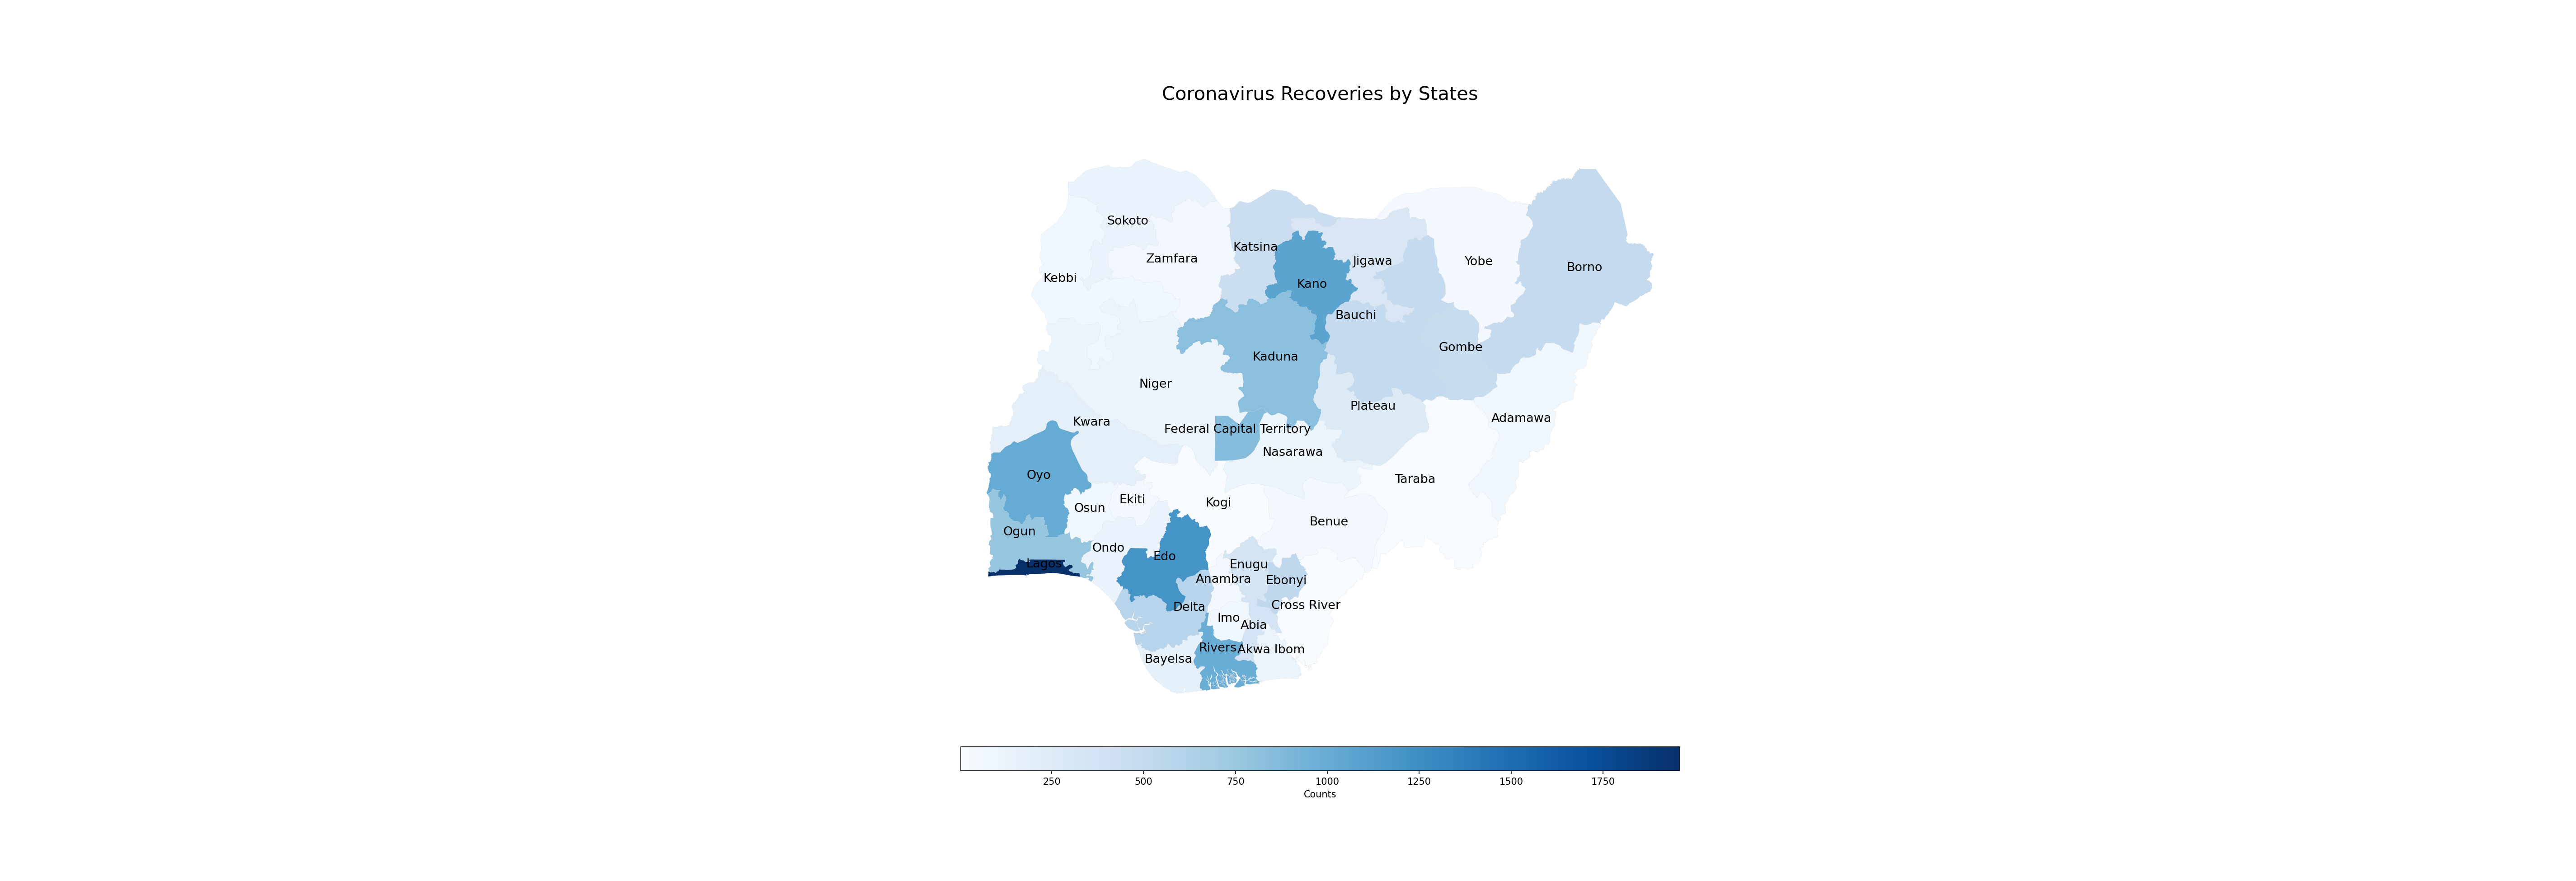 Coronavirus Recoveries by States
Sokoto
Katsina
Zamfara
Jigawa
Yobe
Borno
Kebbi
Kano
Bauchi
Gombe
Kaduna
Niger
Plateau
Adamawa
Kwara
Federal Capital Territory
Nasarawa
Oyo
Taraba
Ekiti
Kogi
Osun
Benue
Ogun
Ondo
Edo
Lagos
Enugu
Anambra
Ebonyi
Delta
Cross River
Imo
Abia
Rivers
Akwa Ibom
Bayelsa
250 500 750 1000 1250 1500 1750
Counts